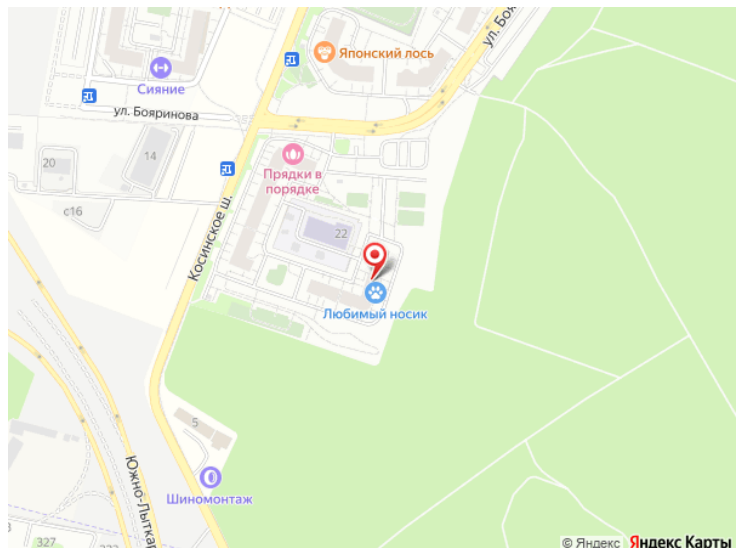 Японский лось
ул. Боя
Сияние
ул. Бояринова
14
20
Прядки в
порядке
с16
22
Косинское ш.
Любимый носик
5
Шиномонтаж
Южно-Лыткар
327
© Яндекс Яндекс Карты